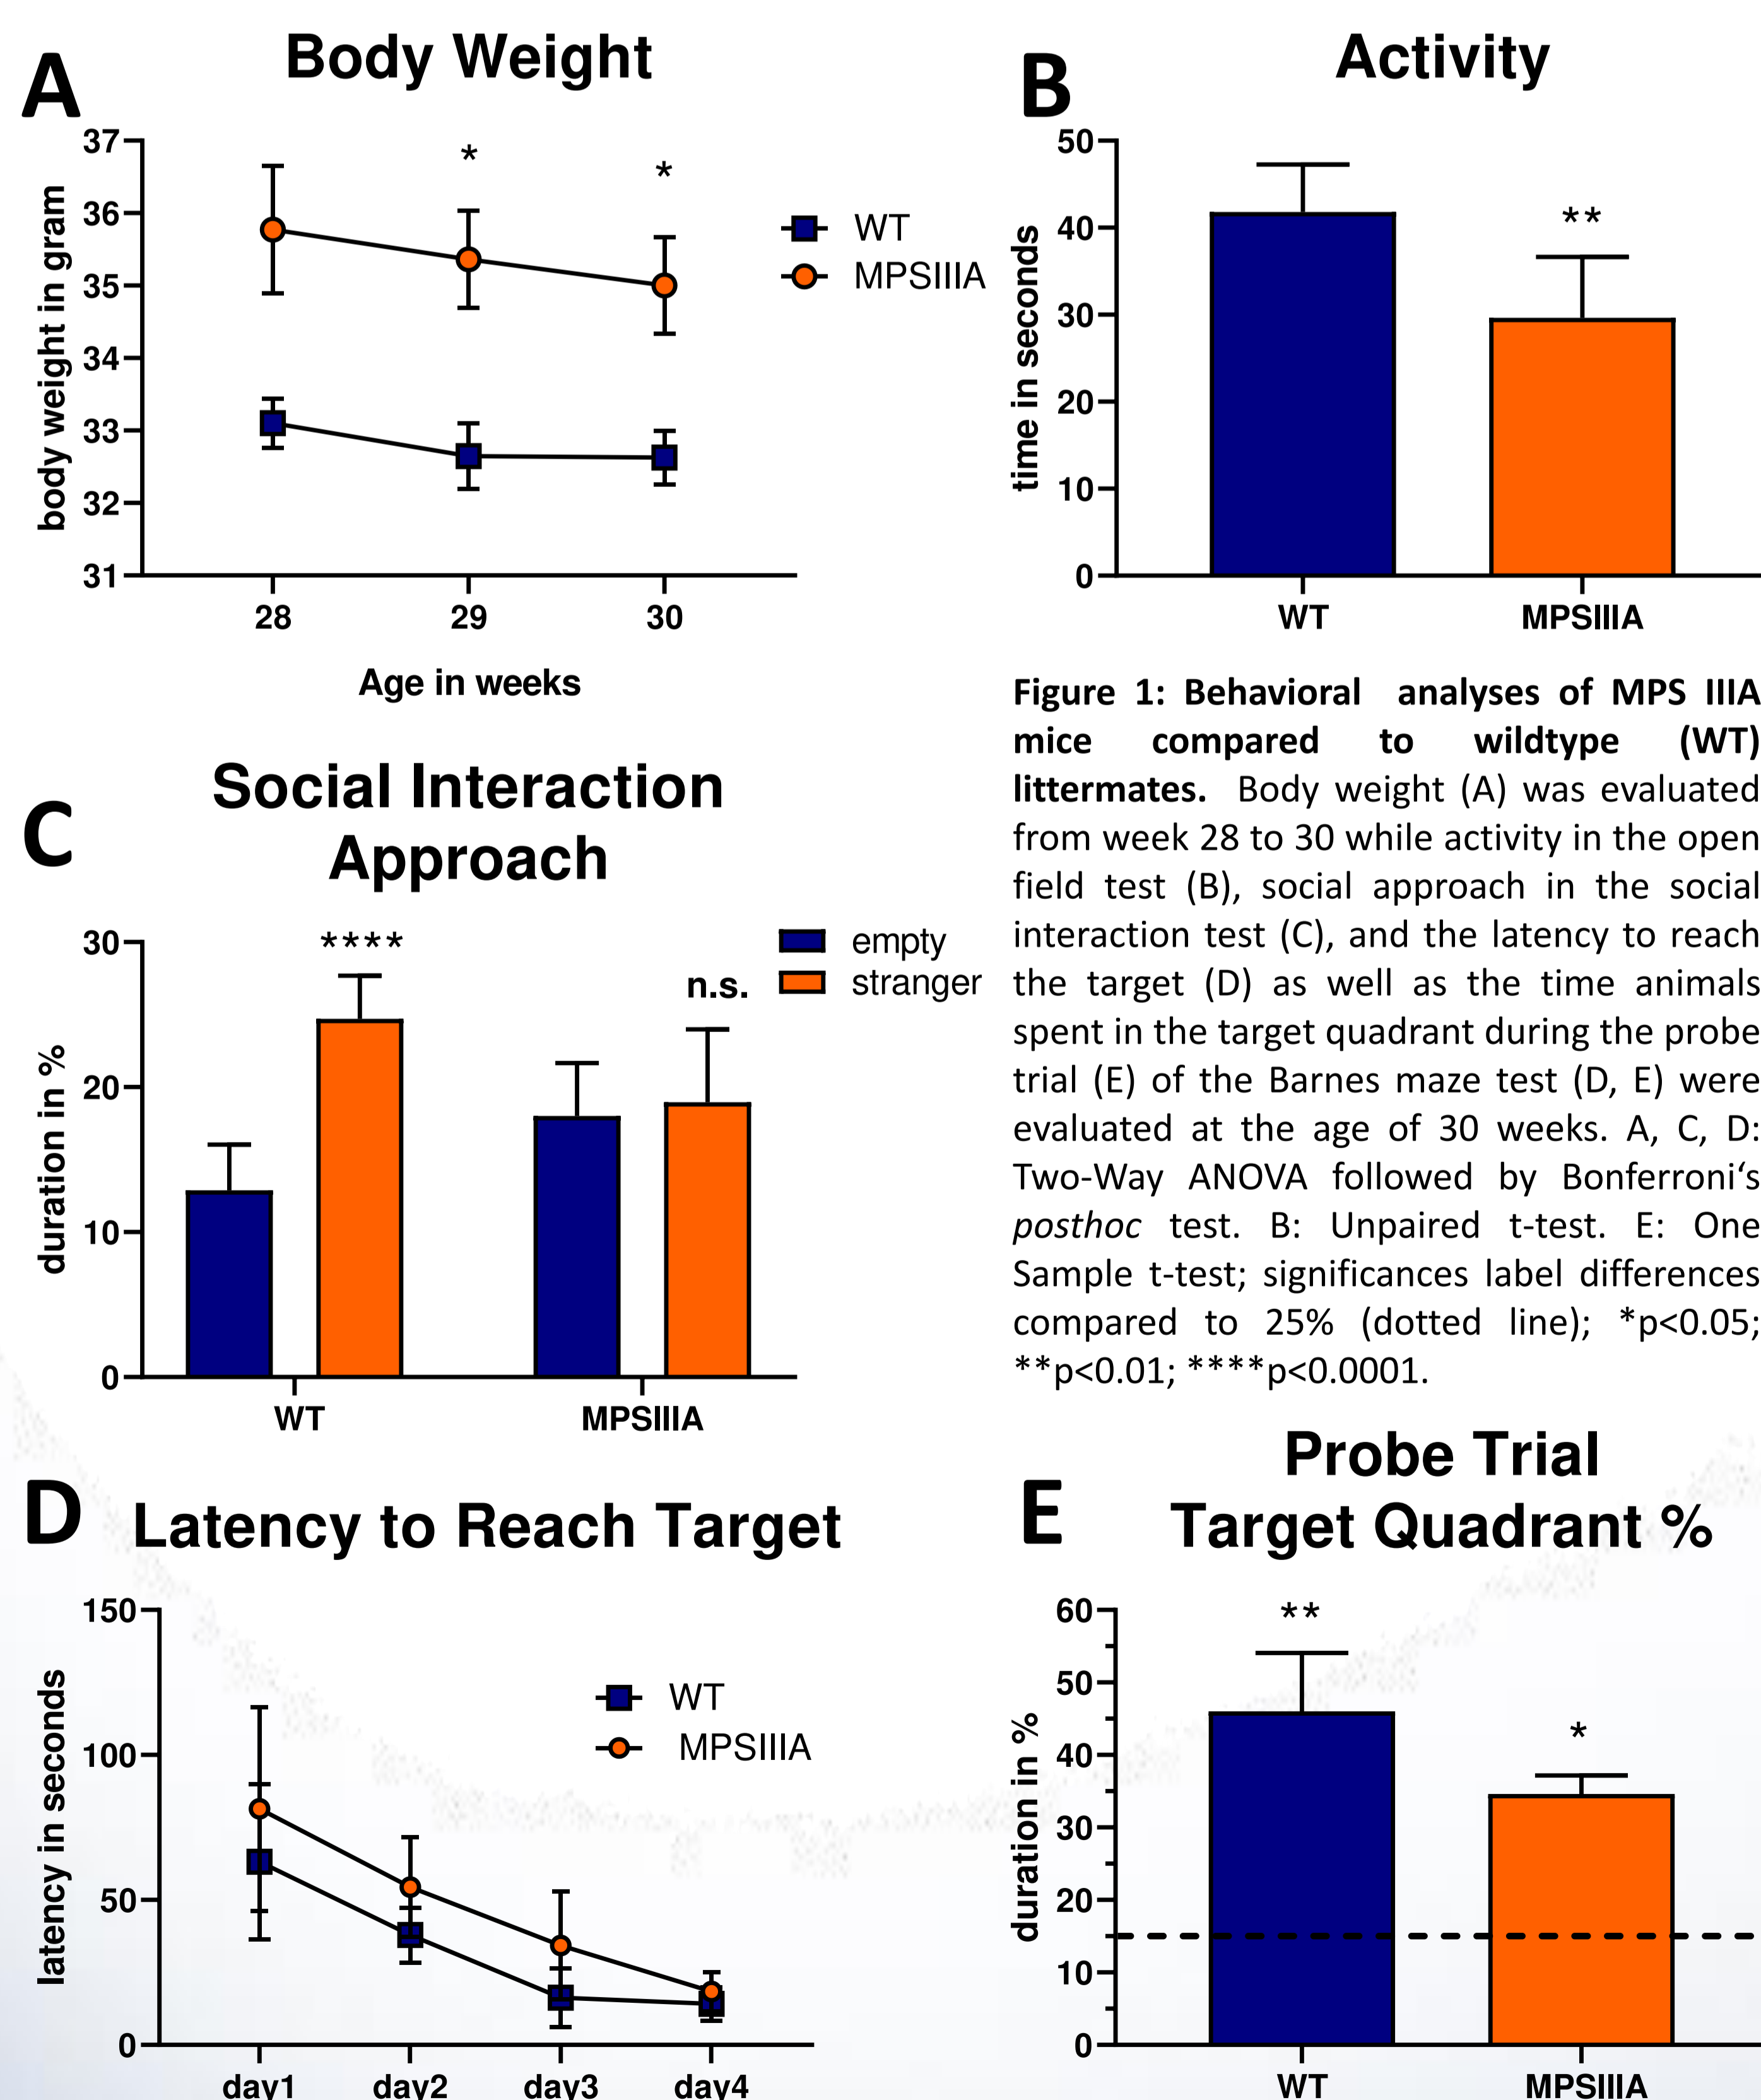 A
Body Weight
37
36
35
34
33
32
31
body weight in gram
*
*
WT
MPSIIIA
28
29
30
Age in weeks
B
Activity
50
40
30
20
10
0
time in seconds
**
WT
MPSIIIA
Figure 1: Behavioral analyses of MPS IIIA
mice compared to wildtype (WT)
littermates. Body weight (A) was evaluated
from week 28 to 30 while activity in the open
field test (B), social approach in the social
interaction test (C), and the latency to reach
the target (D) as well as the time animals
spent in the target quadrant during the probe
trial (E) of the Barnes maze test (D, E) were
evaluated at the age of 30 weeks. A, C, D:
Two-Way ANOVA followed by Bonferroni‘s
posthoc test. B: Unpaired t-test. E: One
Sample t-test; significances label differences
compared to 25% (dotted line); *p<0.05;
**p<0.01; ****p<0.0001.
C
Social Interaction
Approach
30
20
10
0
duration in %
****
n.s.
empty
stranger
WT
MPSIIIA
D
Latency to Reach Target
150
100
50
0
latency in seconds
WT
MPSIIIA
day1
day2
day3
day4
E
Probe Trial
Target Quadrant %
60
50
40
30
20
10
0
duration in %
**
*
WT
MPSIIIA